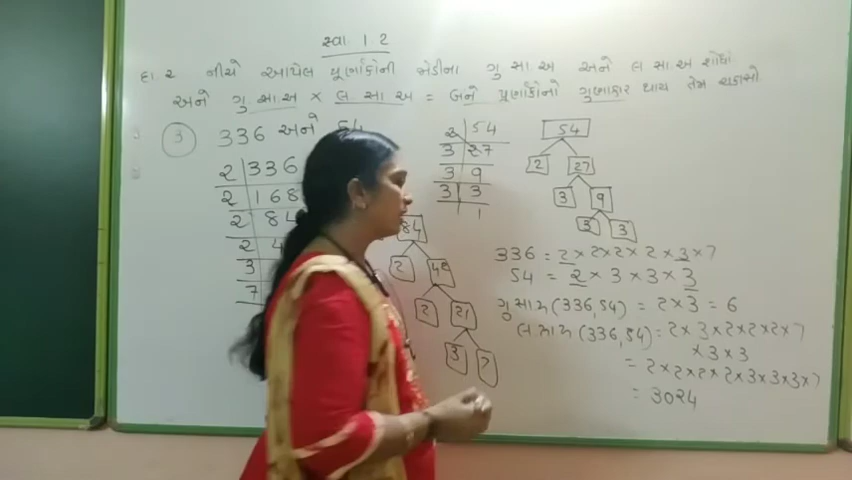 સ્વા ૧.૨
દા ૨ નીચે આપેલ પૂર્ણાંકોની જોડીના ગુ સા અ અને લ સા અ શોધો
અને ગુ સા અ × લ સા અ = બંને પૂર્ણાંકોનો ગુણાકાર થાય તેમ ચકાસો
૩ 336 અને 54
2 336
2 168
2 84
2
3
7
2 54
3 27
3 9
3 3
1
84
2
2 21
3 7
54
2 27
3 9
3 3
336 = 2 × 2 × 2 × 2 × 3 × 7
54 = 2 × 3 × 3 × 3
ગુ સા અ (336, 54) = 2 × 3 = 6
લ સા અ (336, 54) = 2 × 3 × 2 × 2 × 2 × 7
× 3 × 3
= 2 × 2 × 2 × 2 × 3 × 3 × 3 × 7
= 3024